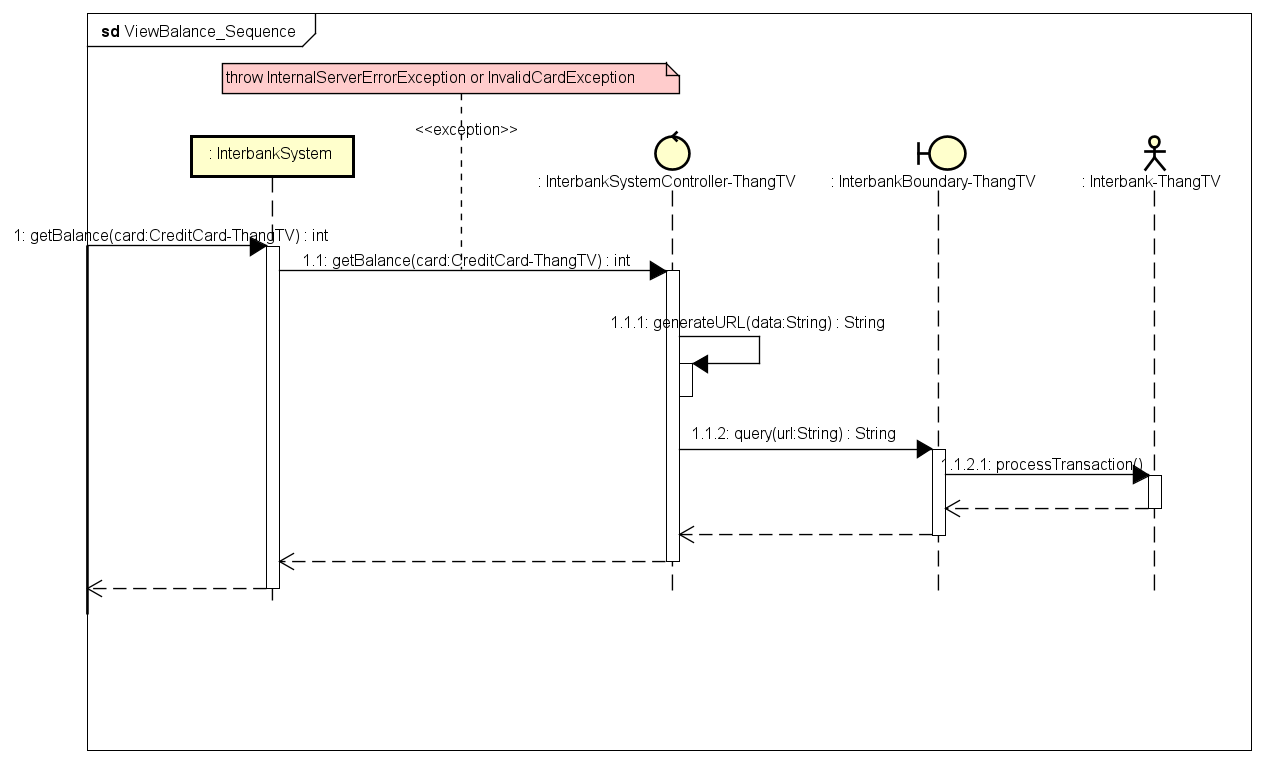 sd ViewBalance_Sequence
throw InternalServerErrorException or InvalidCardException
<<exception>>
: InterbankSystem
: InterbankSystemController-ThangTV
: InterbankBoundary-ThangTV
: Interbank-ThangTV
1: getBalance(card:CreditCard-ThangTV) : int
1.1: getBalance(card:CreditCard-ThangTV) : int
1.1.1: generateURL(data:String) : String
1.1.2: query(url:String) : String
1.1.2.1: processTransaction()